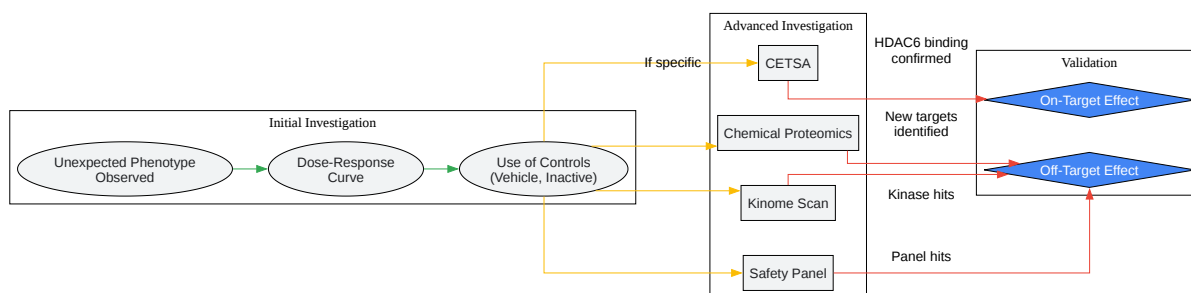 Initial Investigation
Unexpected Phenotype
Observed
Dose-Response
Curve
Use of Controls
(Vehicle, Inactive)
If specific
Advanced Investigation
CETSA
Chemical Proteomics
Kinome Scan
Safety Panel
HDAC6 binding
confirmed
New targets
identified
Kinase hits
Panel hits
Validation
On-Target Effect
Off-Target Effect